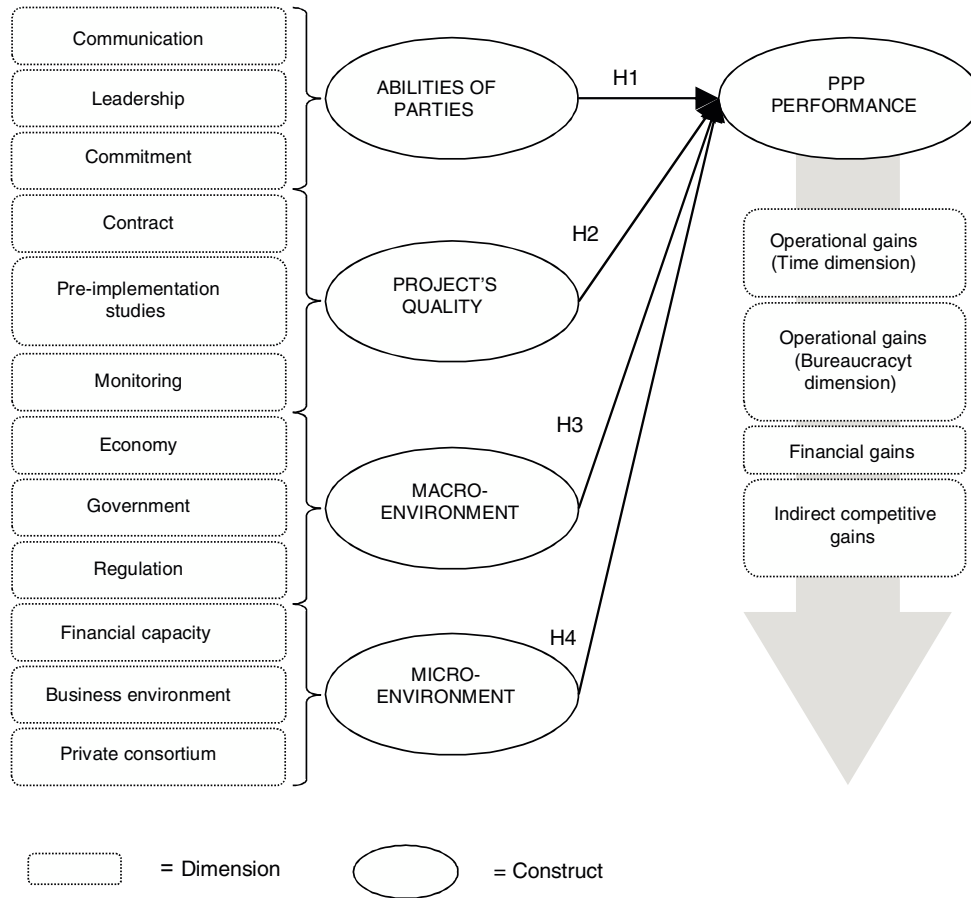 Communication
Leadership
Commitment
Contract
Pre-implementation
studies
Monitoring
Economy
Government
Regulation
Financial capacity
Business environment
Private consortium
ABILITIES OF
PARTIES
PROJECT'S
QUALITY
MACRO-
ENVIRONMENT
MICRO-
ENVIRONMENT
H1
H2
H3
H4
PPP
PERFORMANCE
Operational gains
(Time dimension)
Operational gains
(Bureaucracyt
dimension)
Financial gains
Indirect competitive
gains
= Dimension
= Construct